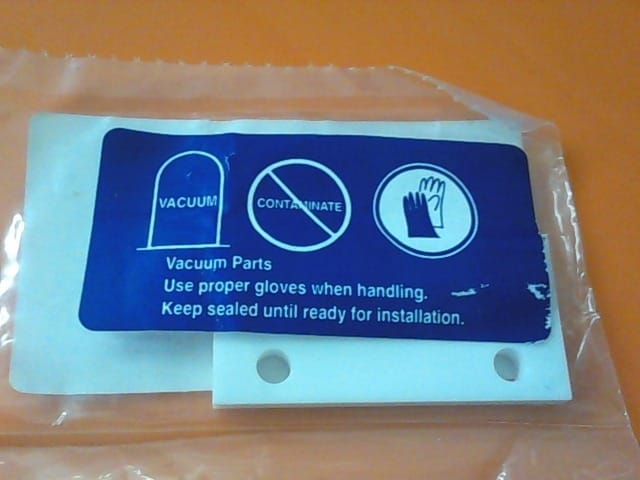 VACUUM
CONTAMINATE
Vacuum Parts
Use proper gloves when handling.
Keep sealed until ready for installation.